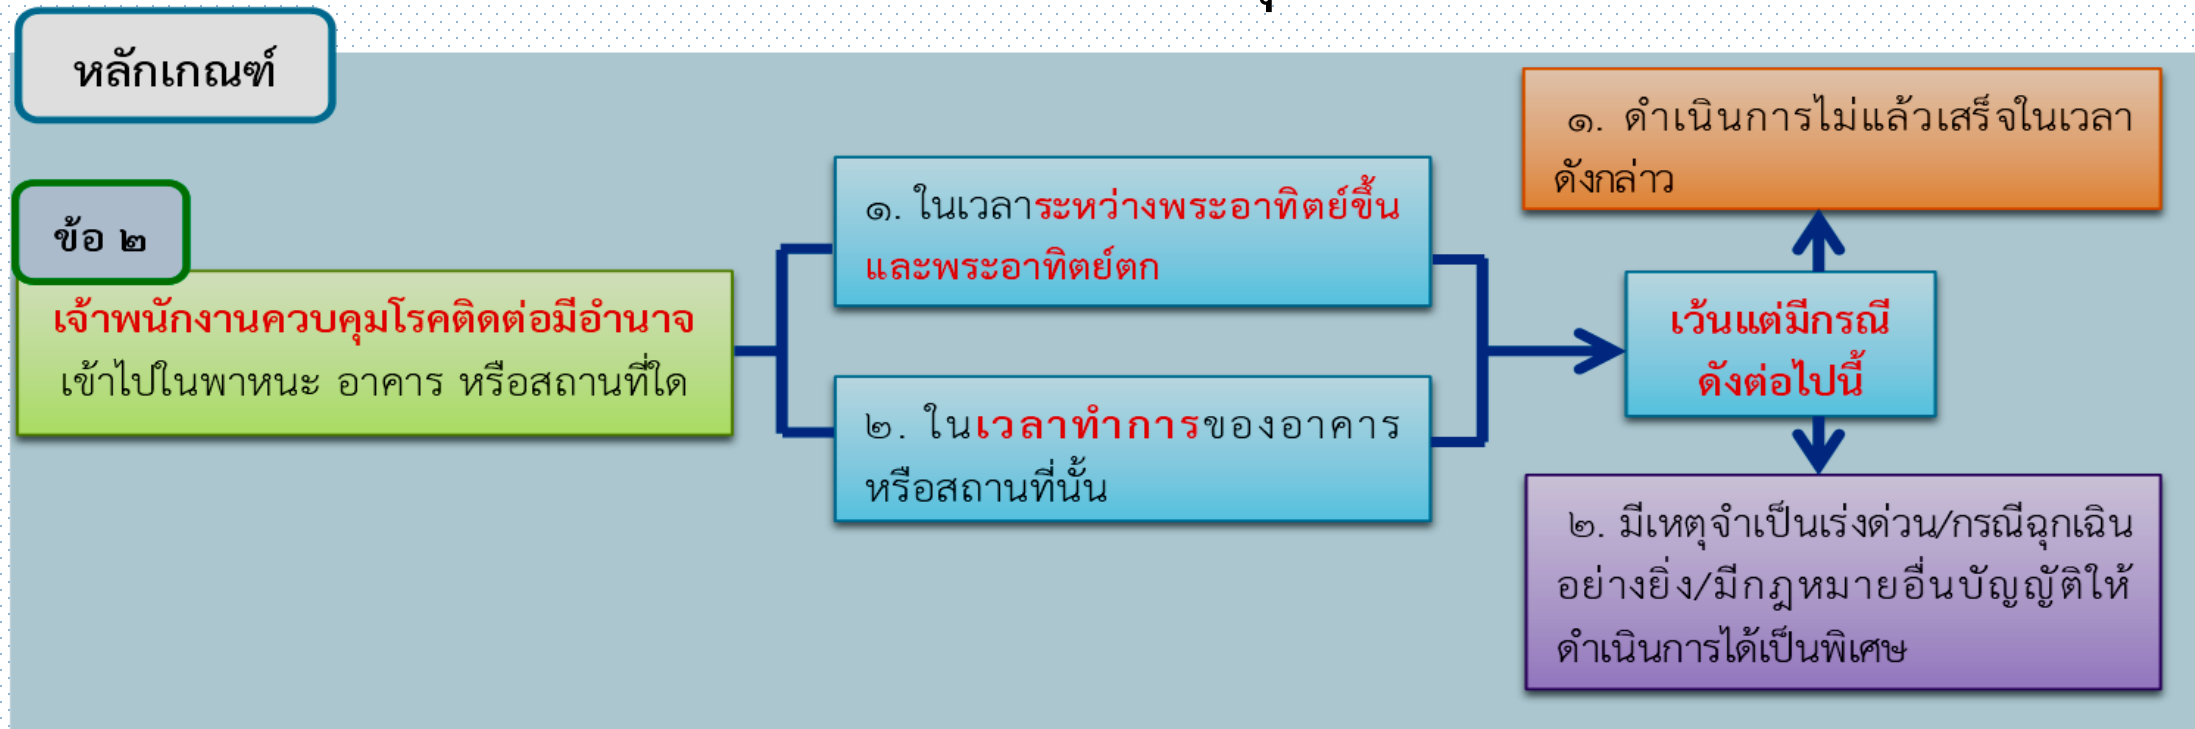 หลักเกณฑ์
ข้อ ๒
เจ้าพนักงานควบคุมโรคติดต่อมีอำนาจ
เข้าไปในพาหนะ อาคาร หรือสถานที่ใด
๑. ในเวลาระหว่างพระอาทิตย์ขึ้น
และพระอาทิตย์ตก
๒. ในเวลาทำการของอาคาร
หรือสถานที่นั้น
เว้นแต่มีกรณี
ดังต่อไปนี้
๑. ดำเนินการไม่แล้วเสร็จในเวลา
ดังกล่าว
๒. มีเหตุจำเป็นเร่งด่วน/กรณีฉุกเฉิน
อย่างยิ่ง/มีกฎหมายอื่นบัญญัติให้
ดำเนินการได้เป็นพิเศษ